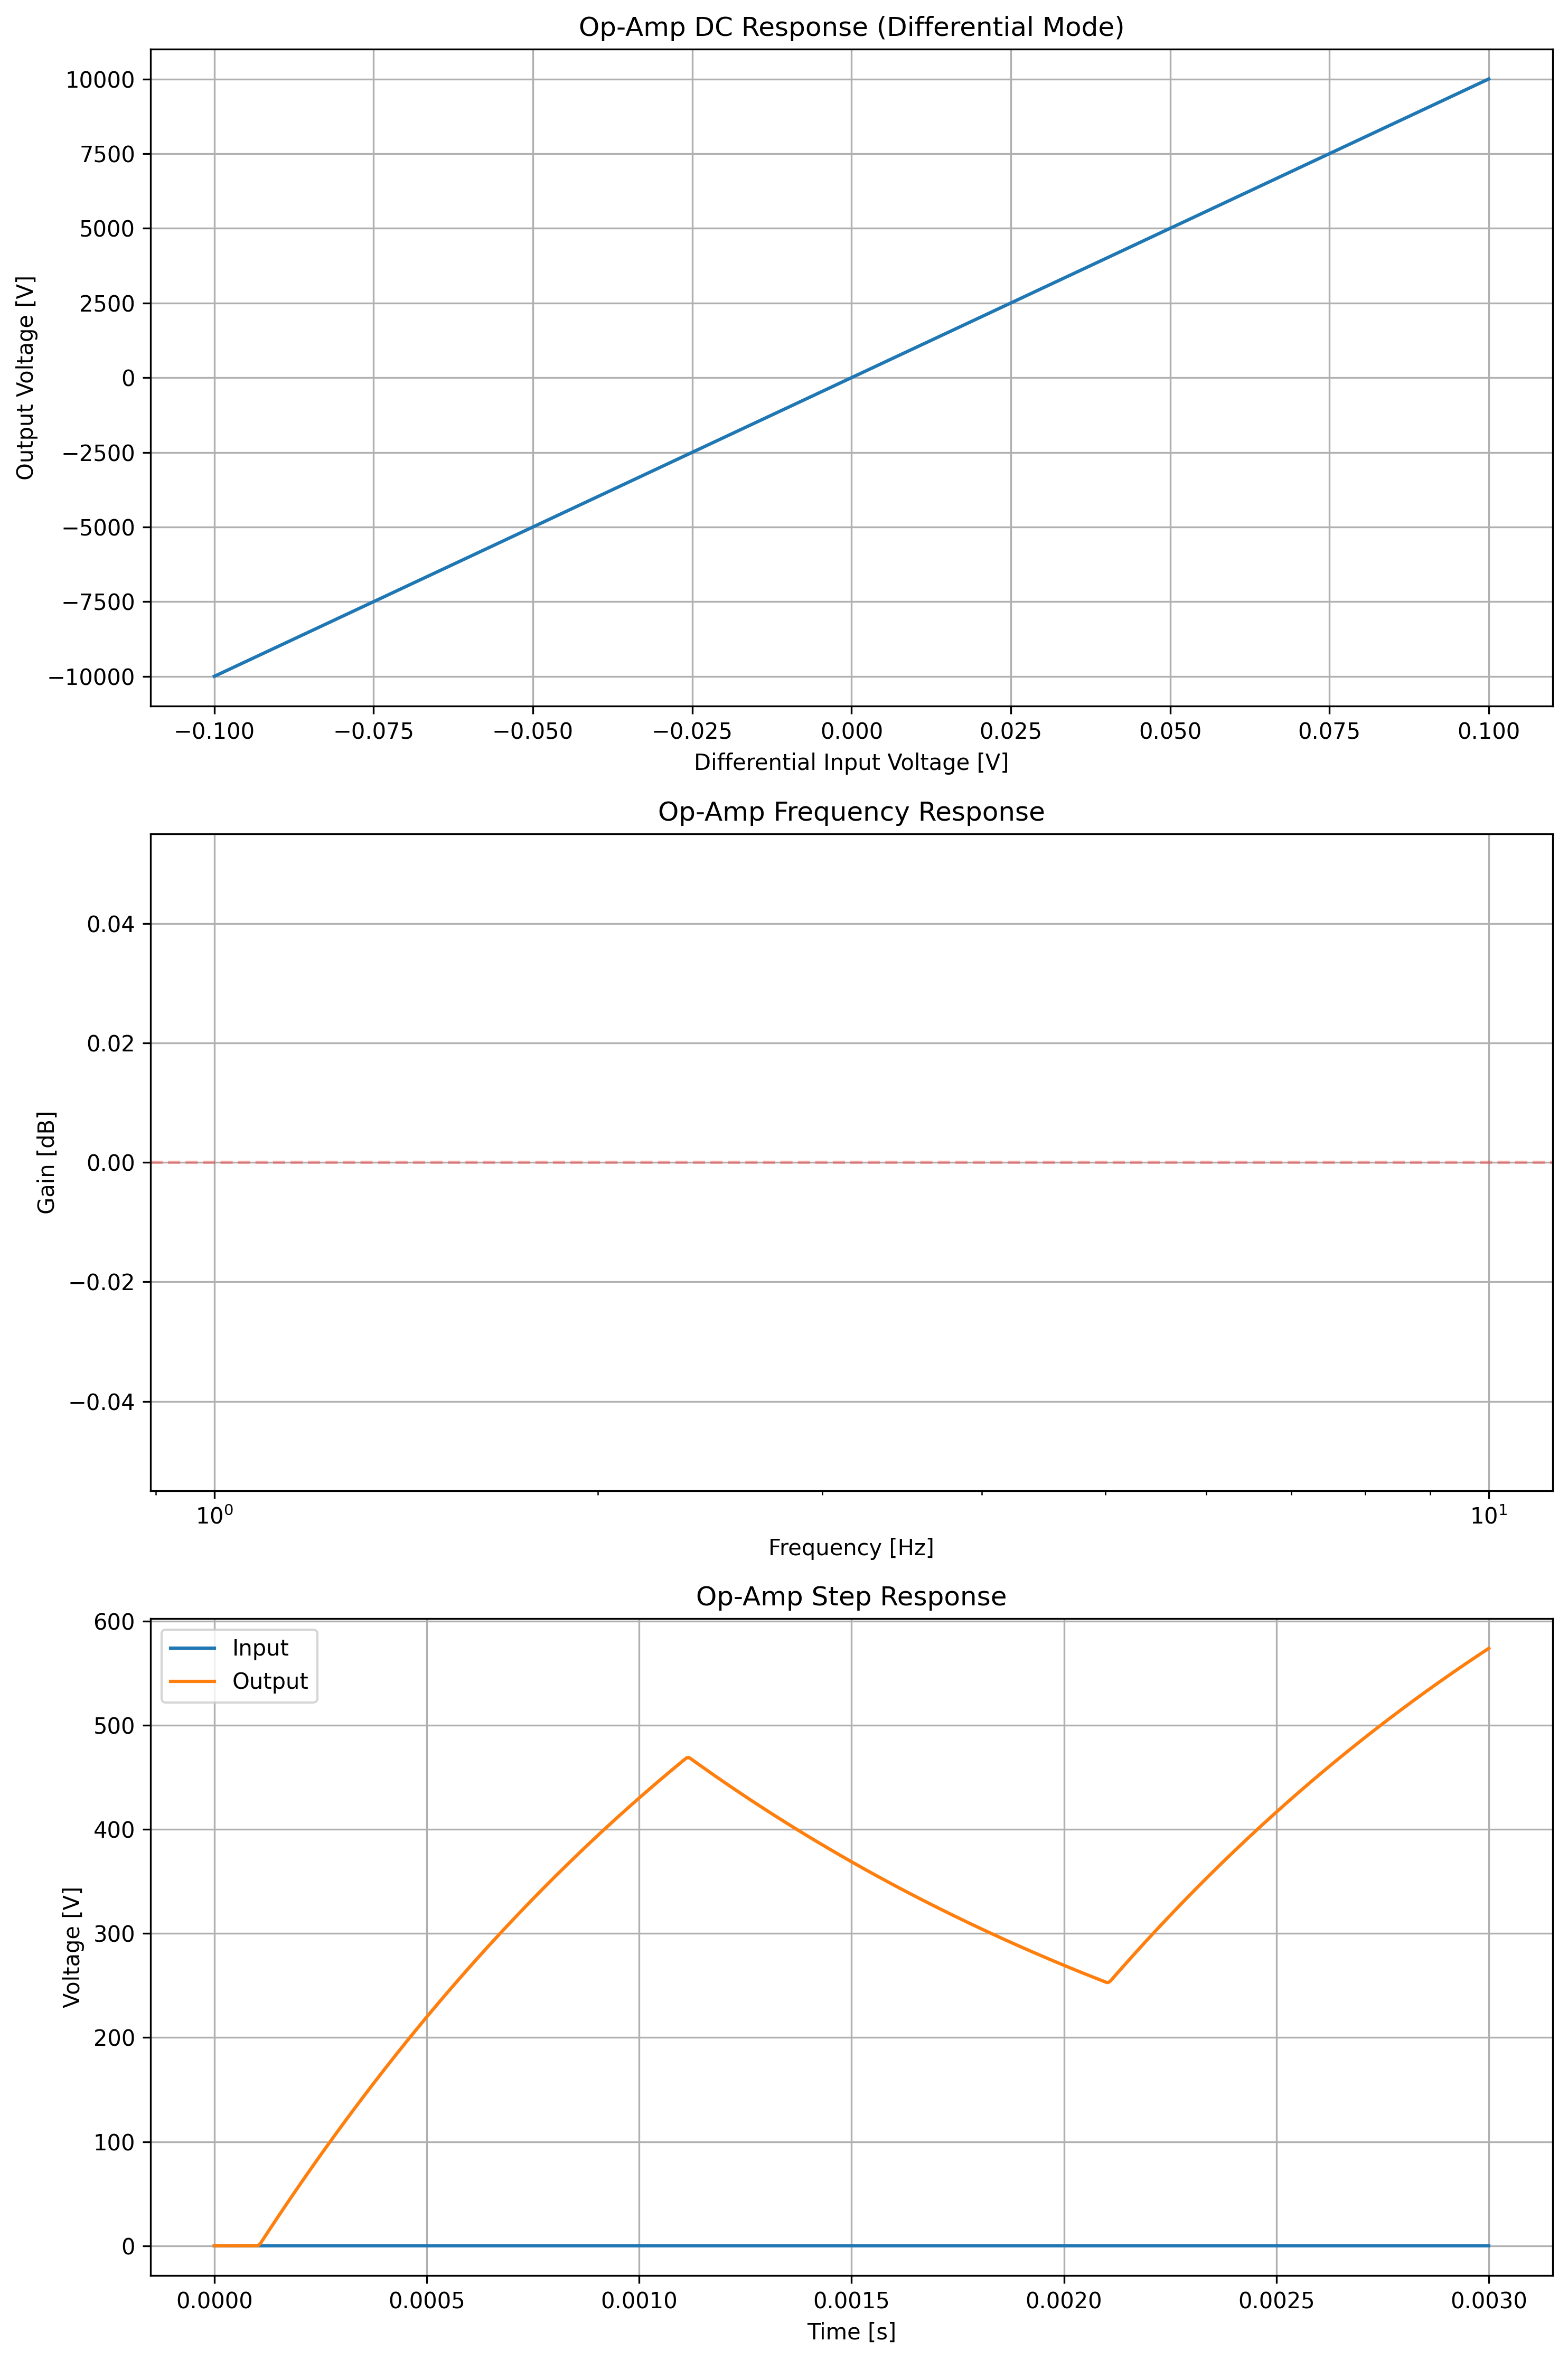 Op-Amp DC Response (Differential Mode)
10000
7500
5000
2500
0
−2500
−5000
−7500
−10000
Output Voltage [V]
−0.100 −0.075 −0.050 −0.025 0.000 0.025 0.050 0.075 0.100
Differential Input Voltage [V]
Op-Amp Frequency Response
0.04
0.02
0.00
−0.02
−0.04
Gain [dB]
10⁰ 10¹
Frequency [Hz]
Op-Amp Step Response
Input
Output
600
500
400
300
200
100
0
Voltage [V]
0.0000 0.0005 0.0010 0.0015 0.0020 0.0025 0.0030
Time [s]